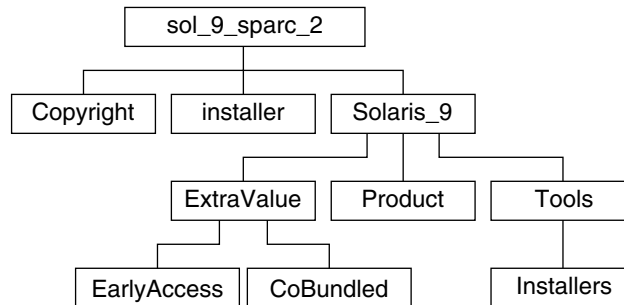 sol_9_sparc_2
Copyright
installer
Solaris_9
ExtraValue
Product
Tools
EarlyAccess
CoBundled
Installers